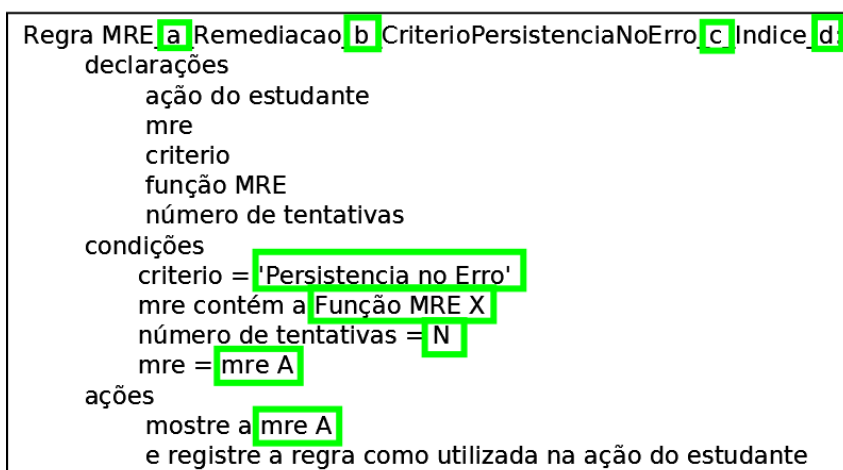 Regra MRE_a_Remediacao_b_CriterioPersistenciaNoErro_c_Indice_d:
declarações
ação do estudante
mre
criterio
função MRE
número de tentativas
condições
criterio = 'Persistencia no Erro'
mre contém a Função MRE X
número de tentativas = N
mre = mre A
ações
mostre a mre A
e registre a regra como utilizada na ação do estudante